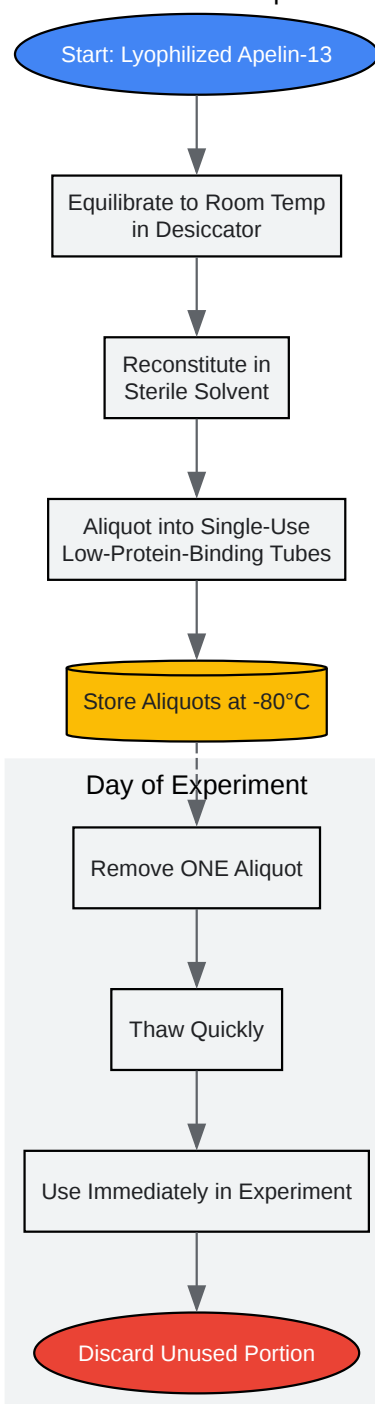 Start: Lyophilized Apelin-13
Equilibrate to Room Temp
in Desiccator
Reconstitute in
Sterile Solvent
Aliquot into Single-Use
Low-Protein-Binding Tubes
Store Aliquots at -80°C
Day of Experiment
Remove ONE Aliquot
Thaw Quickly
Use Immediately in Experiment
Discard Unused Portion